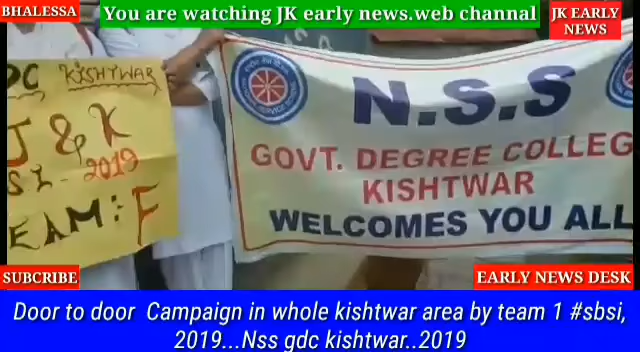 BHALESSA
You are watching JK early news.web channal
JK EARLY
NEWS
KISHTWAR
J & K
2019
TEAM: F
N.S.S
GOVT. DEGREE COLLEG
KISHTWAR
WELCOMES YOU ALL
SUBCRIBE
EARLY NEWS DESK
Door to door Campaign in whole kishtwar area by team 1 #sbsi,
2019...Nss gdc kishtwar..2019